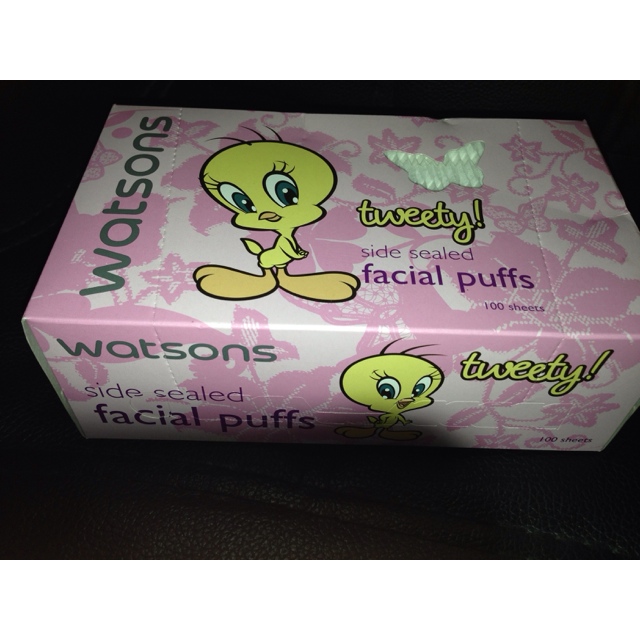 watsons
tweety!
side sealed
facial puffs
100 sheets
watsons
side sealed
facial puffs
tweety!
100 sheets